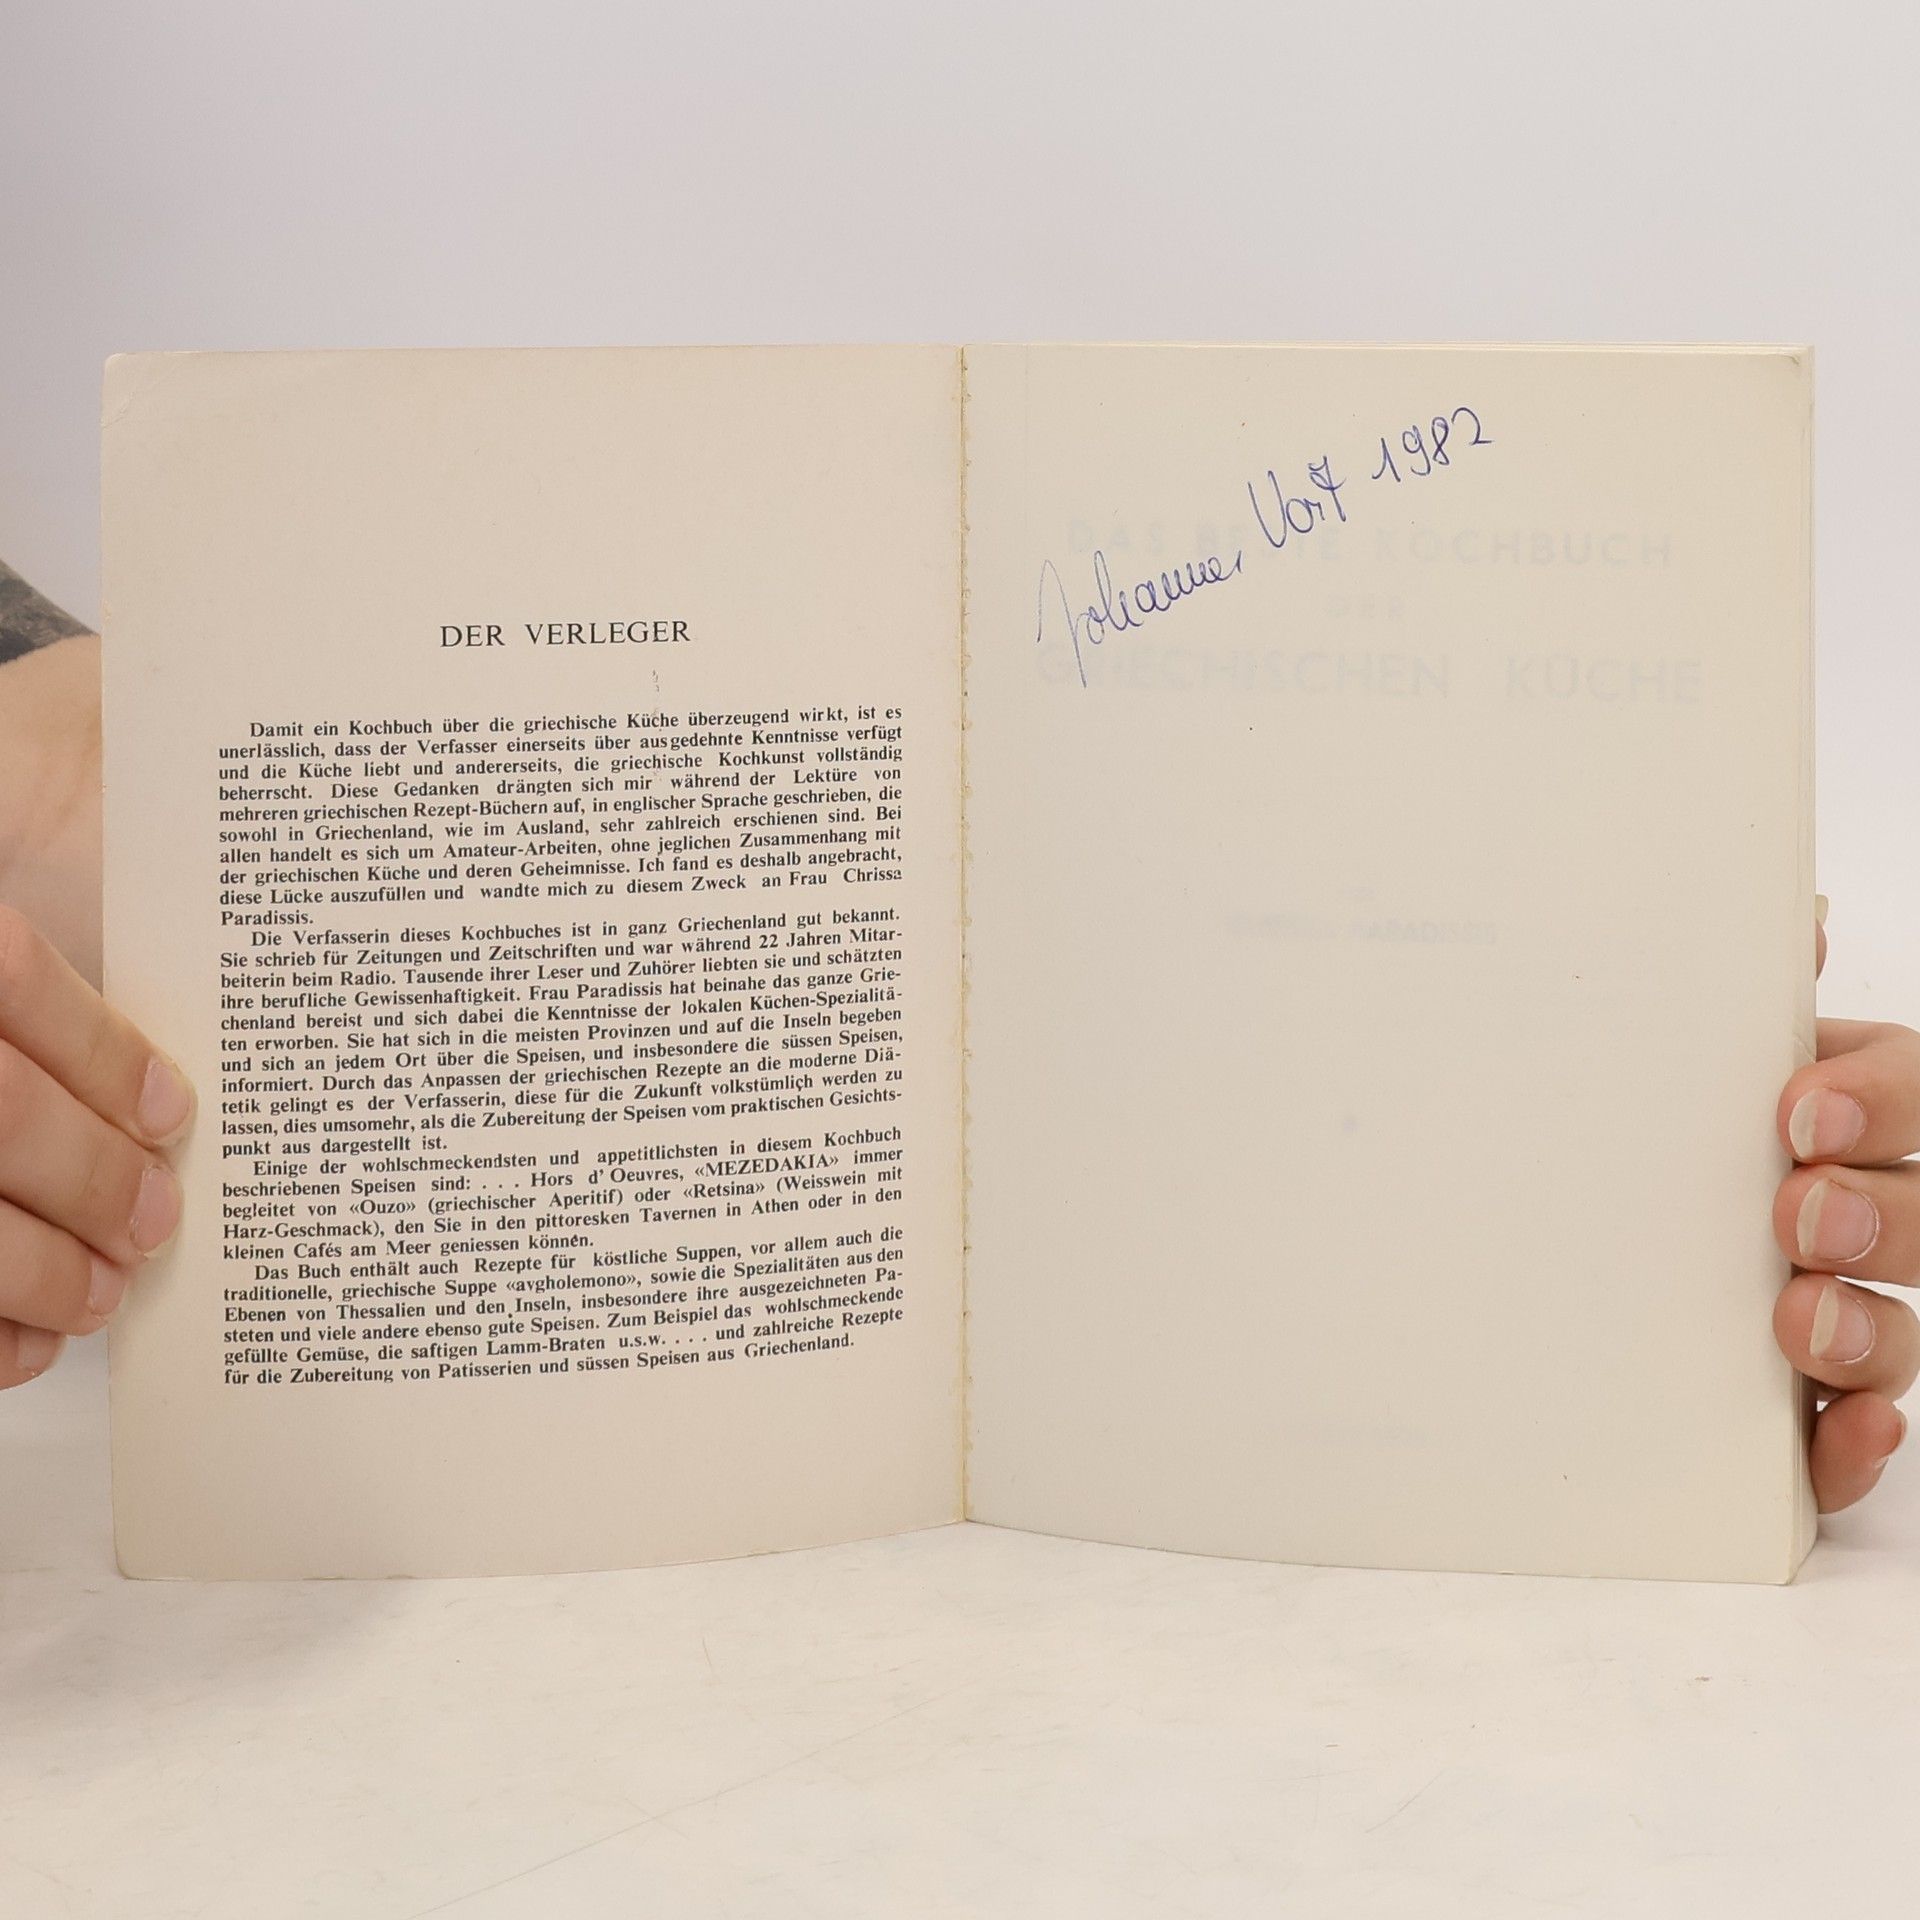 DER VERLEGER
Damit ein Kochbuch über die griechische Küche überzeugend wirkt, ist es
unerlässlich, dass der Verfasser einerseits über ausgedehnte Kenntnisse verfügt
und die Küche liebt und andererseits, die griechische Kochkunst vollständig
beherrscht. Diese Gedanken drängten sich mir während der Lektüre von
mehreren griechischen Rezept-Büchern auf, in englischer Sprache geschrieben, die
sowohl in Griechenland, wie im Ausland, sehr zahlreich erschienen sind. Bei
allen handelt es sich um Amateur-Arbeiten, ohne jeglichen Zusammenhang mit
der griechischen Küche und deren Geheimnisse. Ich fand es deshalb angebracht,
diese Lücke auszufüllen und wandte mich zu diesem Zweck an Frau Chrissa
Paradissis.
Die Verfasserin dieses Kochbuches ist in ganz Griechenland gut bekannt.
Sie schrieb für Zeitungen und Zeitschriften und war während 22 Jahren Mitar-
beiterin beim Radio. Tausende ihrer Leser und Zuhörer liebten sie und schätzten
ihre berufliche Gewissenhaftigkeit. Frau Paradissis hat beinahe das ganze Grie-
chenland bereist und sich dabei die Kenntnisse der lokalen Küchen-Spezialitä-
ten erworben. Sie hat sich in die meisten Provinzen und auf die Inseln begeben
und sich an jedem Ort über die Speisen, und insbesondere die süssen Speisen,
informiert. Durch das Anpassen der griechischen Rezepte an die moderne Diä-
tetik gelingt es der Verfasserin, diese für die Zukunft volkstümlich werden zu
lassen, dies umsomehr, als die Zubereitung der Speisen vom praktischen Gesichts-
punkt aus dargestellt ist.
Einige der wohlschmeckendsten und appetitlichsten in diesem Kochbuch
beschriebenen Speisen sind: . . . Hors d' Oeuvres, «MEZEDAKIA» immer
begleitet von «Ouzo» (griechischer Aperitif) oder «Retsina» (Weisswein mit
Harz-Geschmack), den Sie in den pittoresken Tavernen in Athen oder in den
kleinen Cafés am Meer geniessen können.
Das Buch enthält auch Rezepte für köstliche Suppen, vor allem auch die
traditionelle, griechische Suppe «avgholemono», sowie die Spezialitäten aus den
Ebenen von Thessalien und den Inseln, insbesondere ihre ausgezeichneten Pa-
steten und viele andere ebenso gute Speisen. Zum Beispiel das wohlschmeckende
gefüllte Gemüse, die saftigen Lamm-Braten u.s.w. . . . und zahlreiche Rezepte
für die Zubereitung von Patisserien und süssen Speisen aus Griechenland.
Johannes 1982
DAS BESTE KOCHBUCH
DER
GRIECHISCHEN KÜCHE